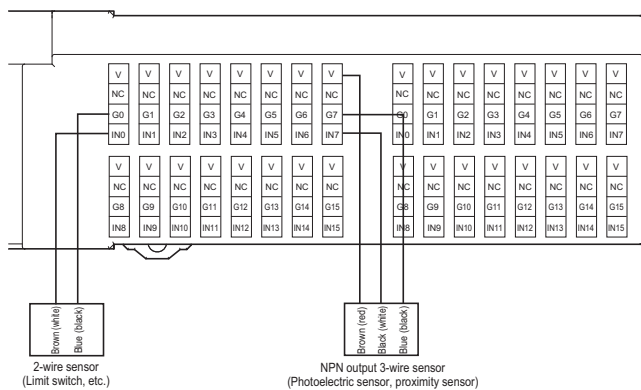 V V V V V V V V V V V V V V V V
NC NC NC NC NC NC NC NC NC NC NC NC NC NC NC NC
G0 G1 G2 G3 G4 G5 G6 G7 G0 G1 G2 G3 G4 G5 G6 G7
IN0 IN1 IN2 IN3 IN4 IN5 IN6 IN7 IN0 IN1 IN2 IN3 IN4 IN5 IN6 IN7
V V V V V V V V V V V V V V V V
NC NC NC NC NC NC NC NC NC NC NC NC NC NC NC NC
G8 G9 G10 G11 G12 G13 G14 G15 G8 G9 G10 G11 G12 G13 G14 G15
IN8 IN9 IN10 IN11 IN12 IN13 IN14 IN15 IN8 IN9 IN10 IN11 IN12 IN13 IN14 IN15
Brown (white)
Blue (black)
2-wire sensor
(Limit switch, etc.)
Brown (red)
Black (white)
Blue (black)
NPN output 3-wire sensor
(Photoelectric sensor, proximity sensor)